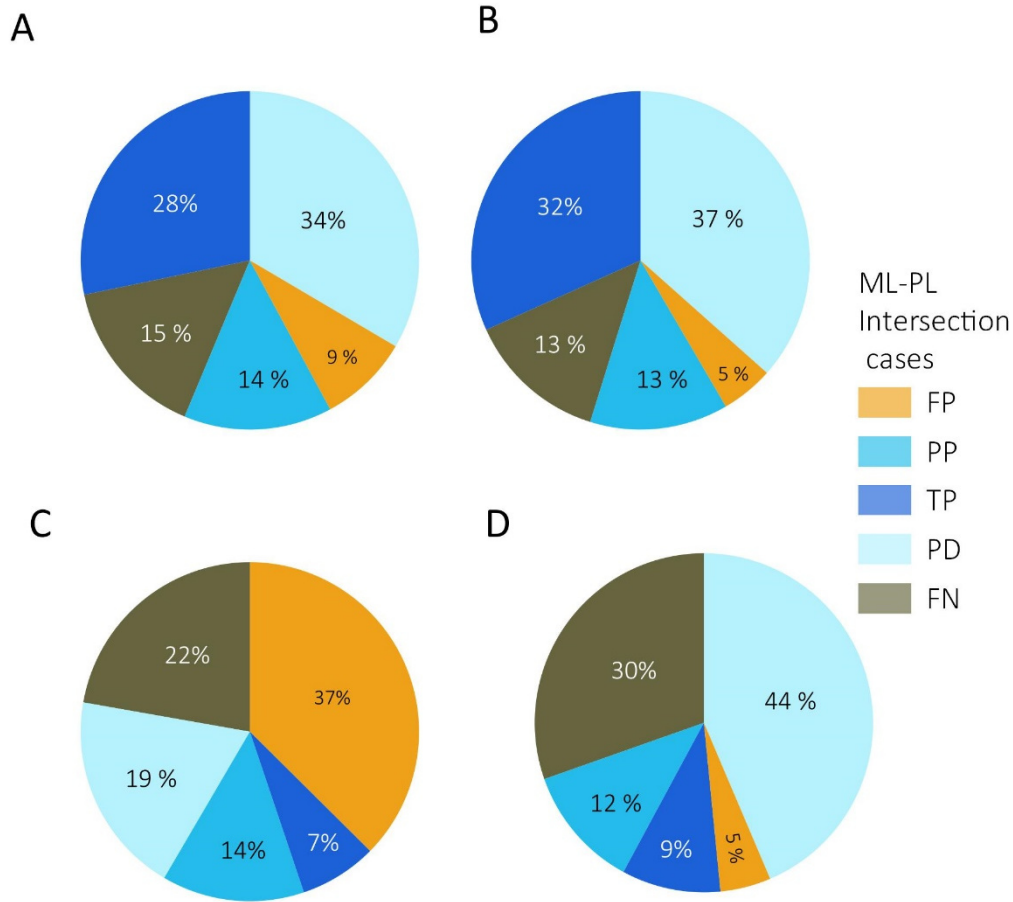 A
28%
34%
15 %
14 %
9 %
B
32%
37 %
13 %
13 %
5 %
C
22%
37%
19 %
14%
7%
D
30%
44 %
12 %
9%
5 %
ML-PL
Intersection
cases
FP
PP
TP
PD
FN